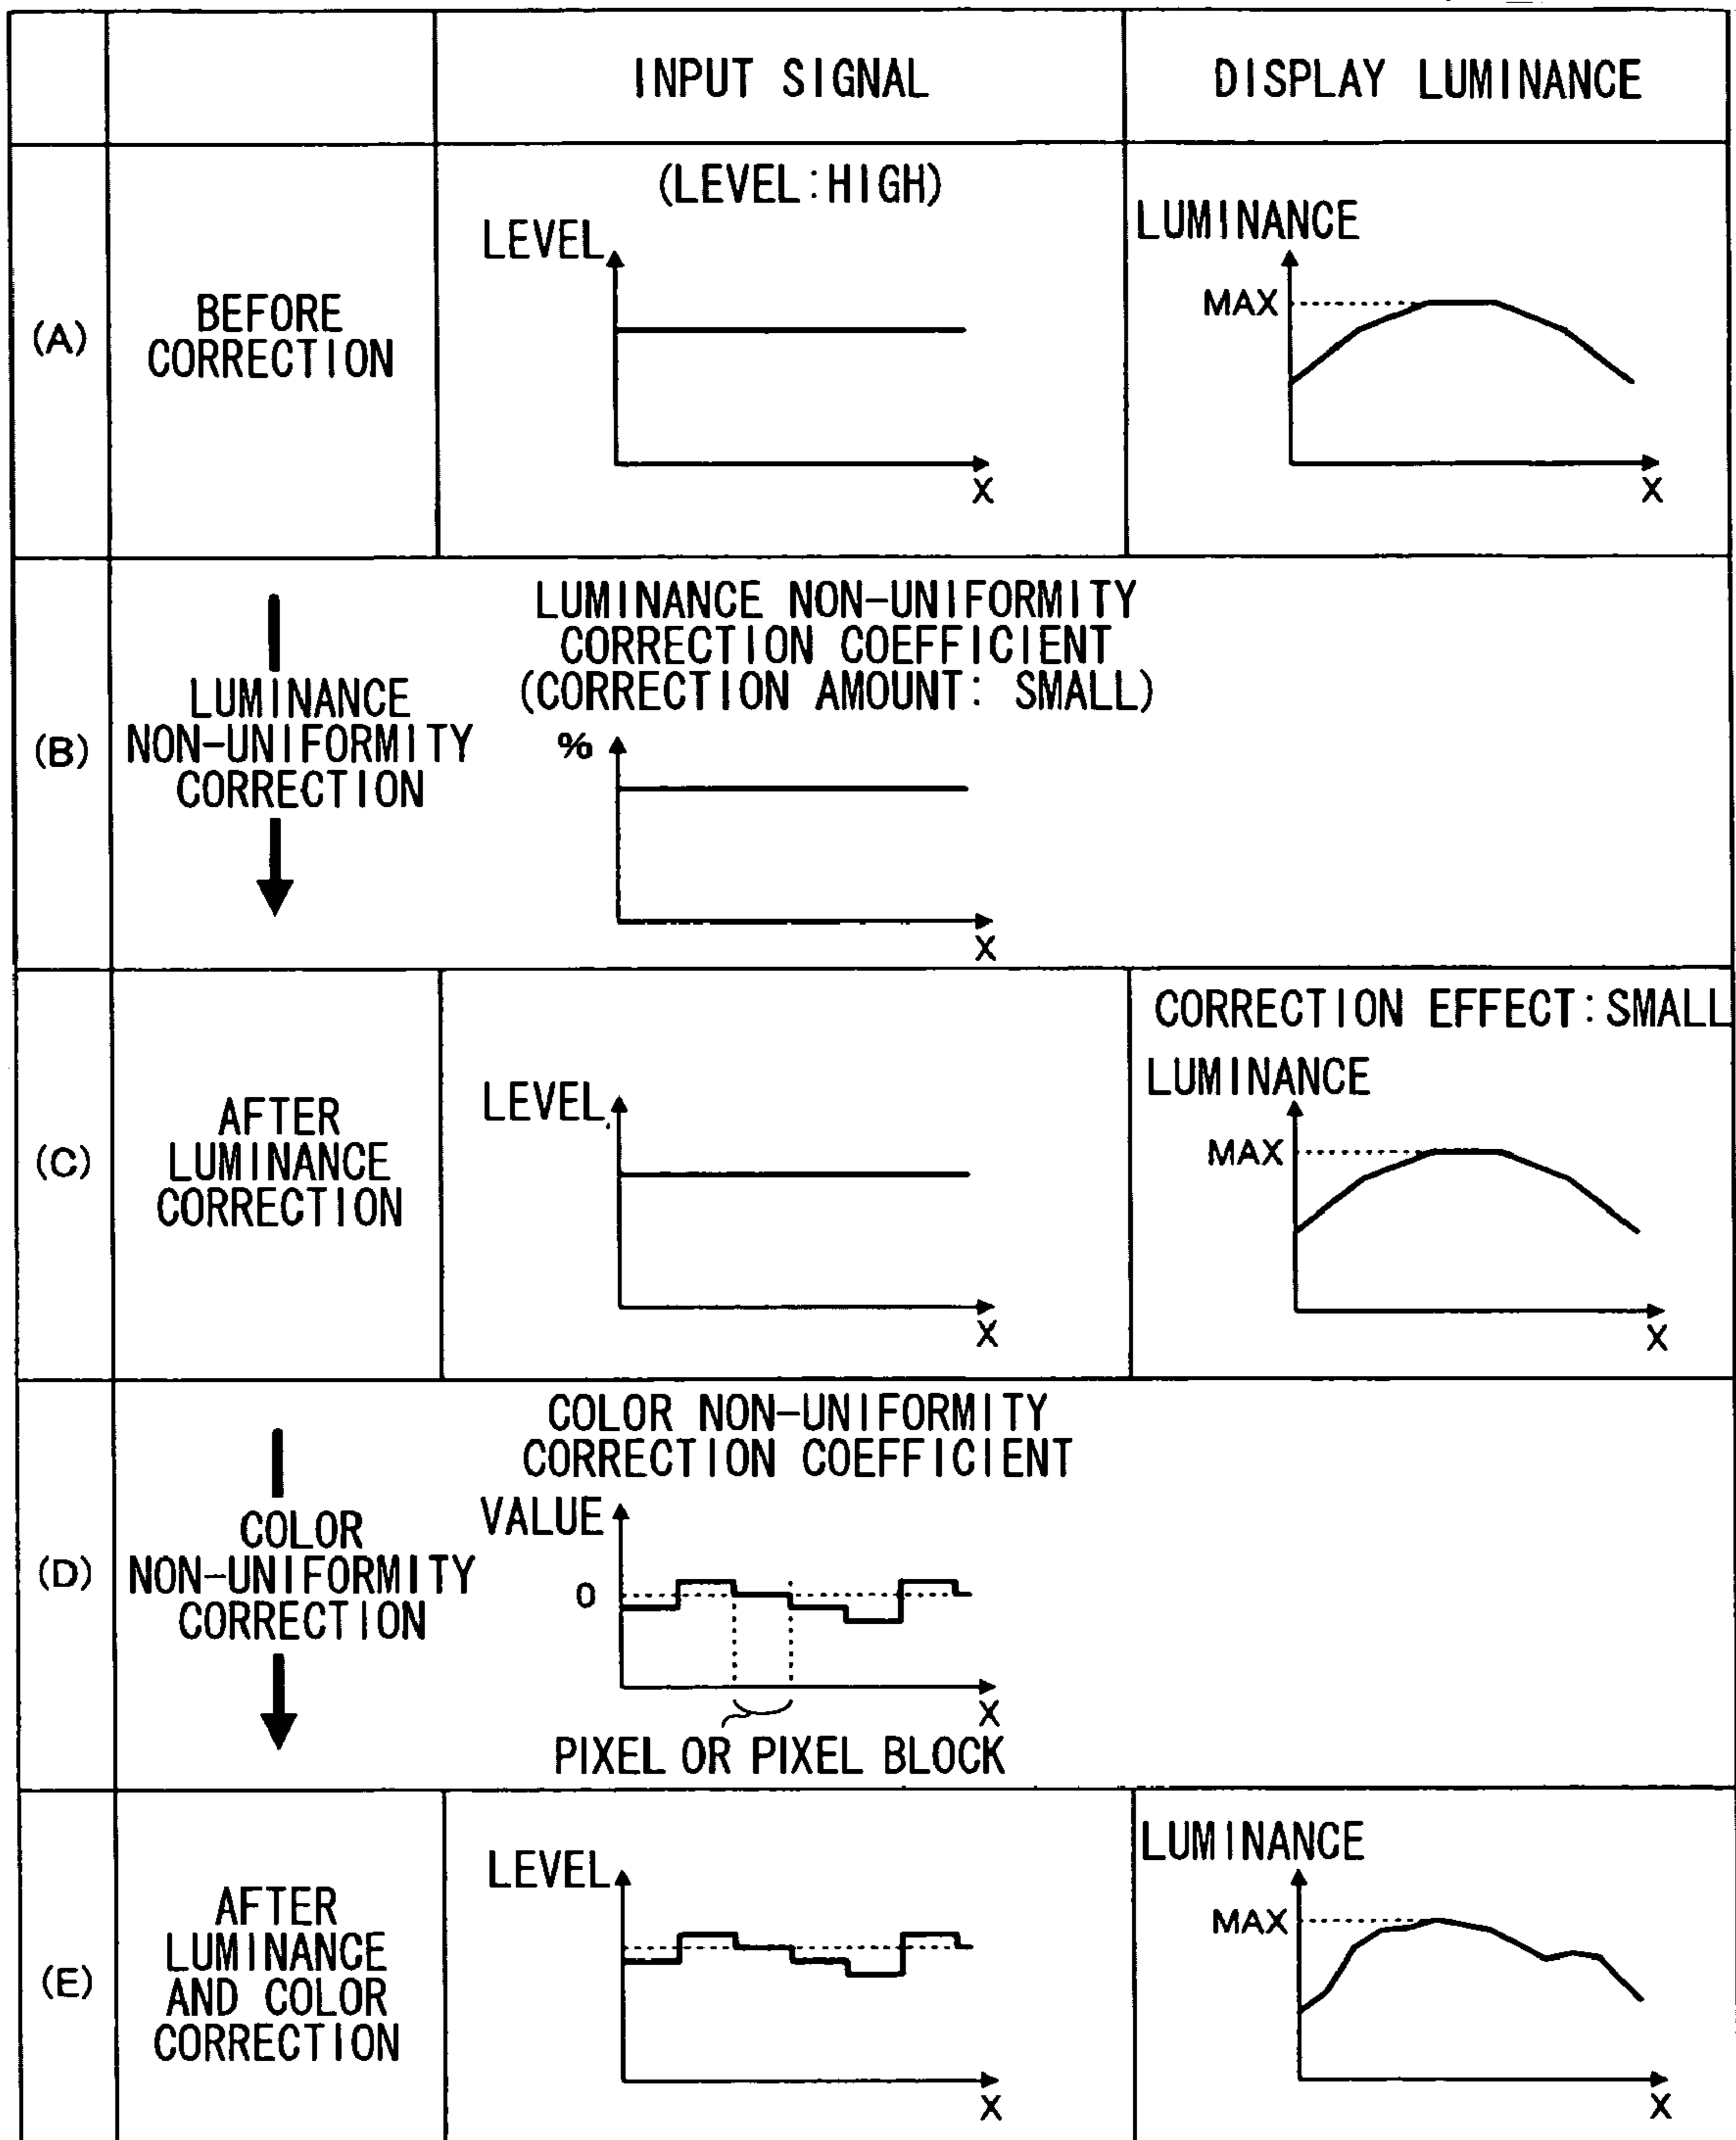 INPUT SIGNAL
DISPLAY LUMINANCE
(A)
BEFORE
CORRECTION
(LEVEL:HIGH)
LEVEL
X
LUMINANCE
MAX
X
(B)
LUMINANCE
NON-UNIFORMITY
CORRECTION
LUMINANCE NON-UNIFORMITY
CORRECTION COEFFICIENT
(CORRECTION AMOUNT: SMALL)
%
X
(C)
AFTER
LUMINANCE
CORRECTION
LEVEL
X
CORRECTION EFFECT:SMALL
LUMINANCE
MAX
X
(D)
COLOR
NON-UNIFORMITY
CORRECTION
COLOR NON-UNIFORMITY
CORRECTION COEFFICIENT
VALUE
0
X
PIXEL OR PIXEL BLOCK
(E)
AFTER
LUMINANCE
AND COLOR
CORRECTION
LEVEL
X
LUMINANCE
MAX
X